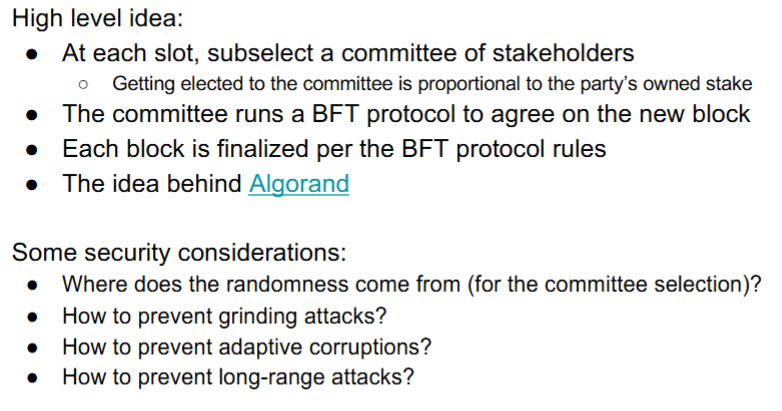 High level idea:
● At each slot, subselect a committee of stakeholders
○ Getting elected to the committee is proportional to the party's owned stake
● The committee runs a BFT protocol to agree on the new block
● Each block is finalized per the BFT protocol rules
● The idea behind Algorand
Some security considerations:
● Where does the randomness come from (for the committee selection)?
● How to prevent grinding attacks?
● How to prevent adaptive corruptions?
● How to prevent long-range attacks?